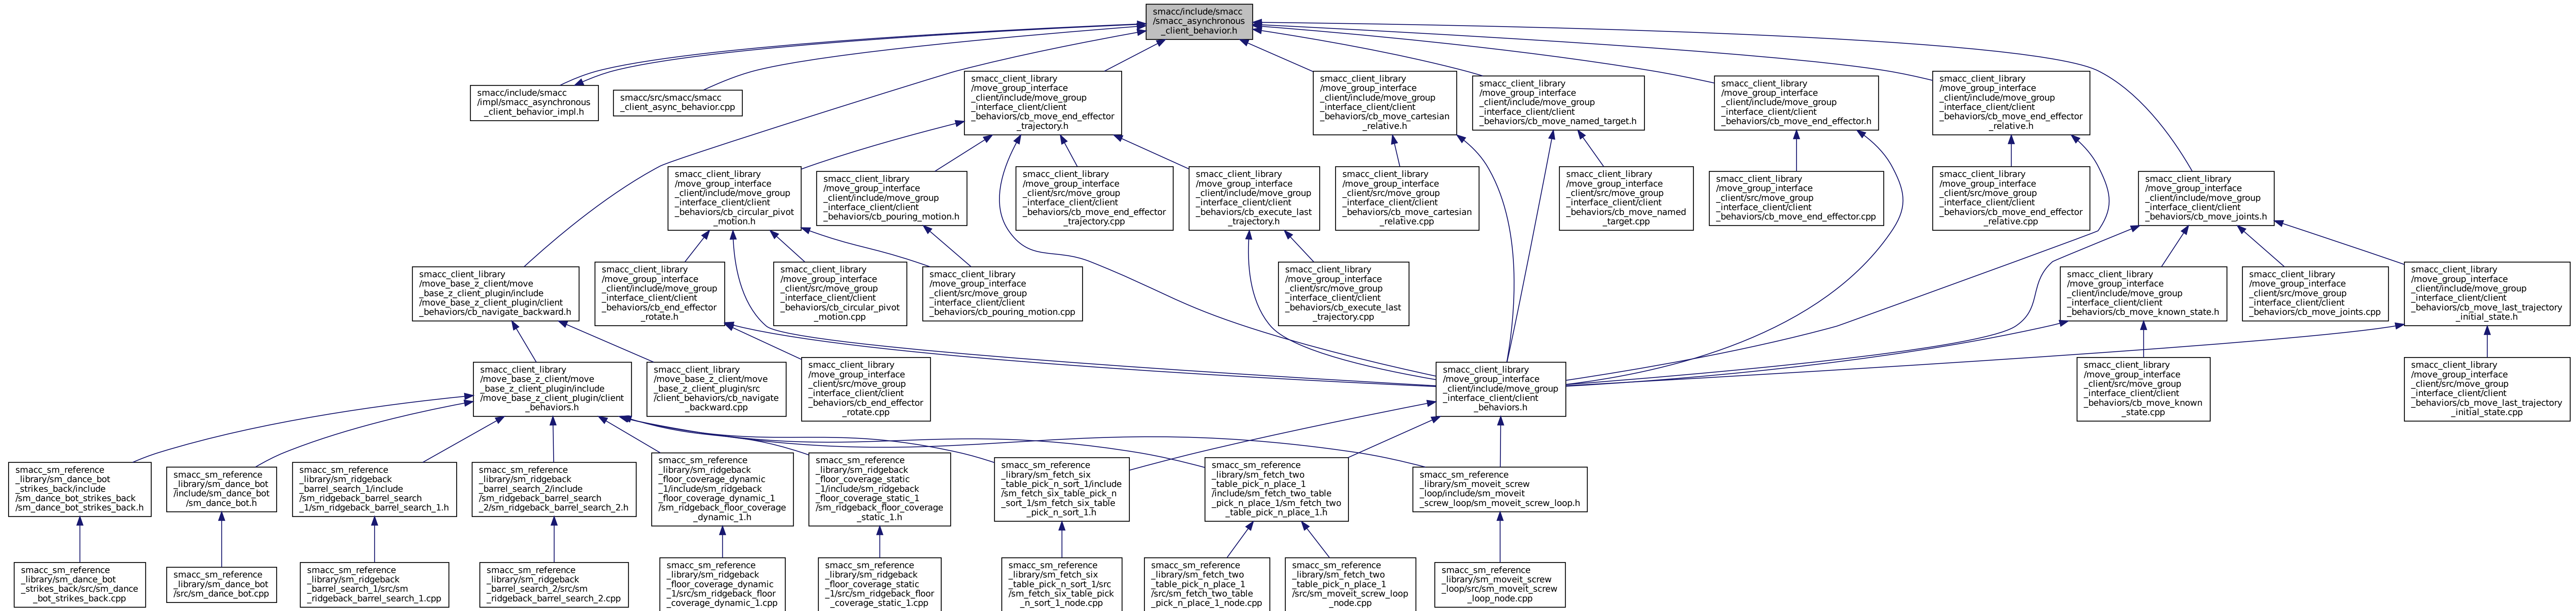 smacc/include/smacc
/smacc_asynchronous
_client_behavior.h
smacc/include/smacc
/impl/smacc_asynchronous
_client_behavior_impl.h
smacc/src/smacc/smacc
_client_async_behavior.cpp
smacc_client_library
/move_group_interface
_client/include/move_group
_interface_client/client
_behaviors/cb_move_end_effector
_trajectory.h
smacc_client_library
/move_group_interface
_client/include/move_group
_interface_client/client
_behaviors/cb_move_cartesian
_relative.h
smacc_client_library
/move_group_interface
_client/include/move_group
_interface_client/client
_behaviors/cb_move_named_target.h
smacc_client_library
/move_group_interface
_client/include/move_group
_interface_client/client
_behaviors/cb_move_end_effector.h
smacc_client_library
/move_group_interface
_client/include/move_group
_interface_client/client
_behaviors/cb_move_end_effector
_relative.h
smacc_client_library
/move_group_interface
_client/include/move_group
_interface_client/client
_behaviors/cb_circular_pivot
_motion.h
smacc_client_library
/move_group_interface
_client/include/move_group
_interface_client/client
_behaviors/cb_pouring_motion.h
smacc_client_library
/move_group_interface
_client/src/move_group
_interface_client/client
_behaviors/cb_move_end_effector
_trajectory.cpp
smacc_client_library
/move_group_interface
_client/include/move_group
_interface_client/client
_behaviors/cb_execute_last
_trajectory.h
smacc_client_library
/move_group_interface
_client/src/move_group
_interface_client/client
_behaviors/cb_move_cartesian
_relative.cpp
smacc_client_library
/move_group_interface
_client/src/move_group
_interface_client/client
_behaviors/cb_move_named
_target.cpp
smacc_client_library
/move_group_interface
_client/src/move_group
_interface_client/client
_behaviors/cb_move_end_effector.cpp
smacc_client_library
/move_group_interface
_client/src/move_group
_interface_client/client
_behaviors/cb_move_end_effector
_relative.cpp
smacc_client_library
/move_group_interface
_client/include/move_group
_interface_client/client
_behaviors/cb_move_joints.h
smacc_client_library
/move_base_z_client/move
_base_z_client_plugin/include
/move_base_z_client_plugin/client
_behaviors/cb_navigate_backward.h
smacc_client_library
/move_group_interface
_client/include/move_group
_interface_client/client
_behaviors/cb_end_effector
_rotate.h
smacc_client_library
/move_group_interface
_client/src/move_group
_interface_client/client
_behaviors/cb_circular_pivot
_motion.cpp
smacc_client_library
/move_group_interface
_client/src/move_group
_interface_client/client
_behaviors/cb_pouring_motion.cpp
smacc_client_library
/move_group_interface
_client/src/move_group
_interface_client/client
_behaviors/cb_execute_last
_trajectory.cpp
smacc_client_library
/move_group_interface
_client/include/move_group
_interface_client/client
_behaviors/cb_move_known_state.h
smacc_client_library
/move_group_interface
_client/src/move_group
_interface_client/client
_behaviors/cb_move_joints.cpp
smacc_client_library
/move_group_interface
_client/include/move_group
_interface_client/client
_behaviors/cb_move_last_trajectory
_initial_state.h
smacc_client_library
/move_base_z_client/move
_base_z_client_plugin/include
/move_base_z_client_plugin/client
_behaviors.h
smacc_client_library
/move_base_z_client/move
_base_z_client_plugin/src
/client_behaviors/cb_navigate
_backward.cpp
smacc_client_library
/move_group_interface
_client/src/move_group
_interface_client/client
_behaviors/cb_end_effector
_rotate.cpp
smacc_client_library
/move_group_interface
_client/include/move_group
_interface_client/client
_behaviors.h
smacc_client_library
/move_group_interface
_client/src/move_group
_interface_client/client
_behaviors/cb_move_known
_state.cpp
smacc_client_library
/move_group_interface
_client/src/move_group
_interface_client/client
_behaviors/cb_move_last_trajectory
_initial_state.cpp
smacc_sm_reference
_library/sm_dance_bot
_strikes_back/include
/sm_dance_bot_strikes_back
/sm_dance_bot_strikes_back.h
smacc_sm_reference
_library/sm_dance_bot
/include/sm_dance_bot
/sm_dance_bot.h
smacc_sm_reference
_library/sm_ridgeback
_barrel_search_1/include
/sm_ridgeback_barrel_search
_1/sm_ridgeback_barrel_search_1.h
smacc_sm_reference
_library/sm_ridgeback
_barrel_search_2/include
/sm_ridgeback_barrel_search
_2/sm_ridgeback_barrel_search_2.h
smacc_sm_reference
_library/sm_ridgeback
_floor_coverage_dynamic
_1/include/sm_ridgeback
_floor_coverage_dynamic_1
/sm_ridgeback_floor_coverage
_dynamic_1.h
smacc_sm_reference
_library/sm_ridgeback
_floor_coverage_static
_1/include/sm_ridgeback
_floor_coverage_static_1
/sm_ridgeback_floor_coverage
_static_1.h
smacc_sm_reference
_library/sm_fetch_six
_table_pick_n_sort_1/include
/sm_fetch_six_table_pick_n
_sort_1/sm_fetch_six_table
_pick_n_sort_1.h
smacc_sm_reference
_library/sm_fetch_two
_table_pick_n_place_1
/include/sm_fetch_two_table
_pick_n_place_1/sm_fetch_two
_table_pick_n_place_1.h
smacc_sm_reference
_library/sm_moveit_screw
_loop/include/sm_moveit
_screw_loop/sm_moveit_screw_loop.h
smacc_sm_reference
_library/sm_dance_bot
_strikes_back/src/sm_dance
_bot_strikes_back.cpp
smacc_sm_reference
_library/sm_dance_bot
/src/sm_dance_bot.cpp
smacc_sm_reference
_library/sm_ridgeback
_barrel_search_1/src/sm
_ridgeback_barrel_search_1.cpp
smacc_sm_reference
_library/sm_ridgeback
_barrel_search_2/src/sm
_ridgeback_barrel_search_2.cpp
smacc_sm_reference
_library/sm_ridgeback
_floor_coverage_dynamic
_1/src/sm_ridgeback_floor
_coverage_dynamic_1.cpp
smacc_sm_reference
_library/sm_ridgeback
_floor_coverage_static
_1/src/sm_ridgeback_floor
_coverage_static_1.cpp
smacc_sm_reference
_library/sm_fetch_six
_table_pick_n_sort_1/src
/sm_fetch_six_table_pick
_n_sort_1_node.cpp
smacc_sm_reference
_library/sm_fetch_two
_table_pick_n_place_1
/src/sm_fetch_two_table
_pick_n_place_1_node.cpp
smacc_sm_reference
_library/sm_fetch_two
_table_pick_n_place_1
/src/sm_moveit_screw_loop
_node.cpp
smacc_sm_reference
_library/sm_moveit_screw
_loop/src/sm_moveit_screw
_loop_node.cpp